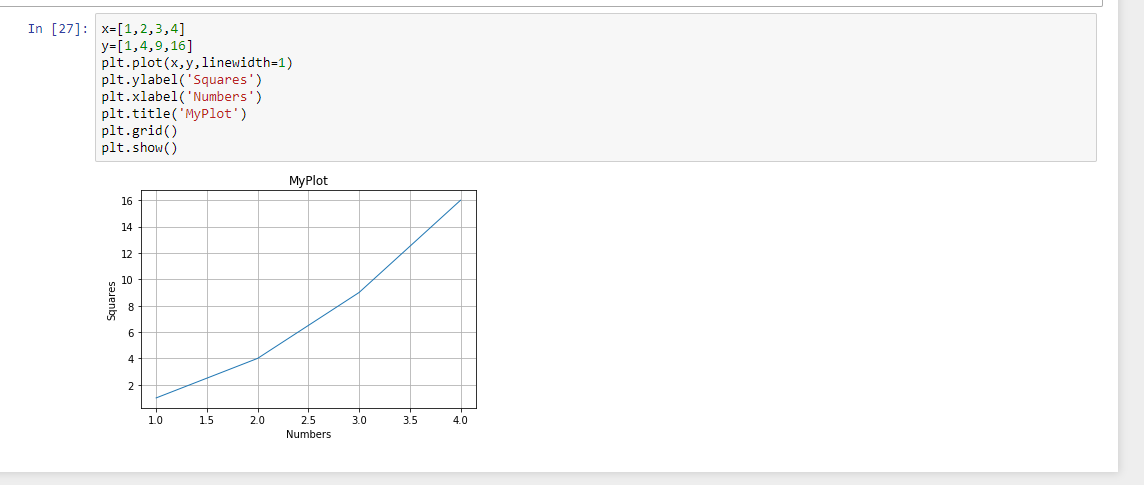 In [27]: x=[1,2,3,4]
y=[1,4,9,16]
plt.plot(x,y,linewidth=1)
plt.ylabel('Squares')
plt.xlabel('Numbers')
plt.title('MyPlot')
plt.grid()
plt.show()
MyPlot
16
14
12
10
8
6
4
2
Squares
1.0 1.5 2.0 2.5 3.0 3.5 4.0
Numbers